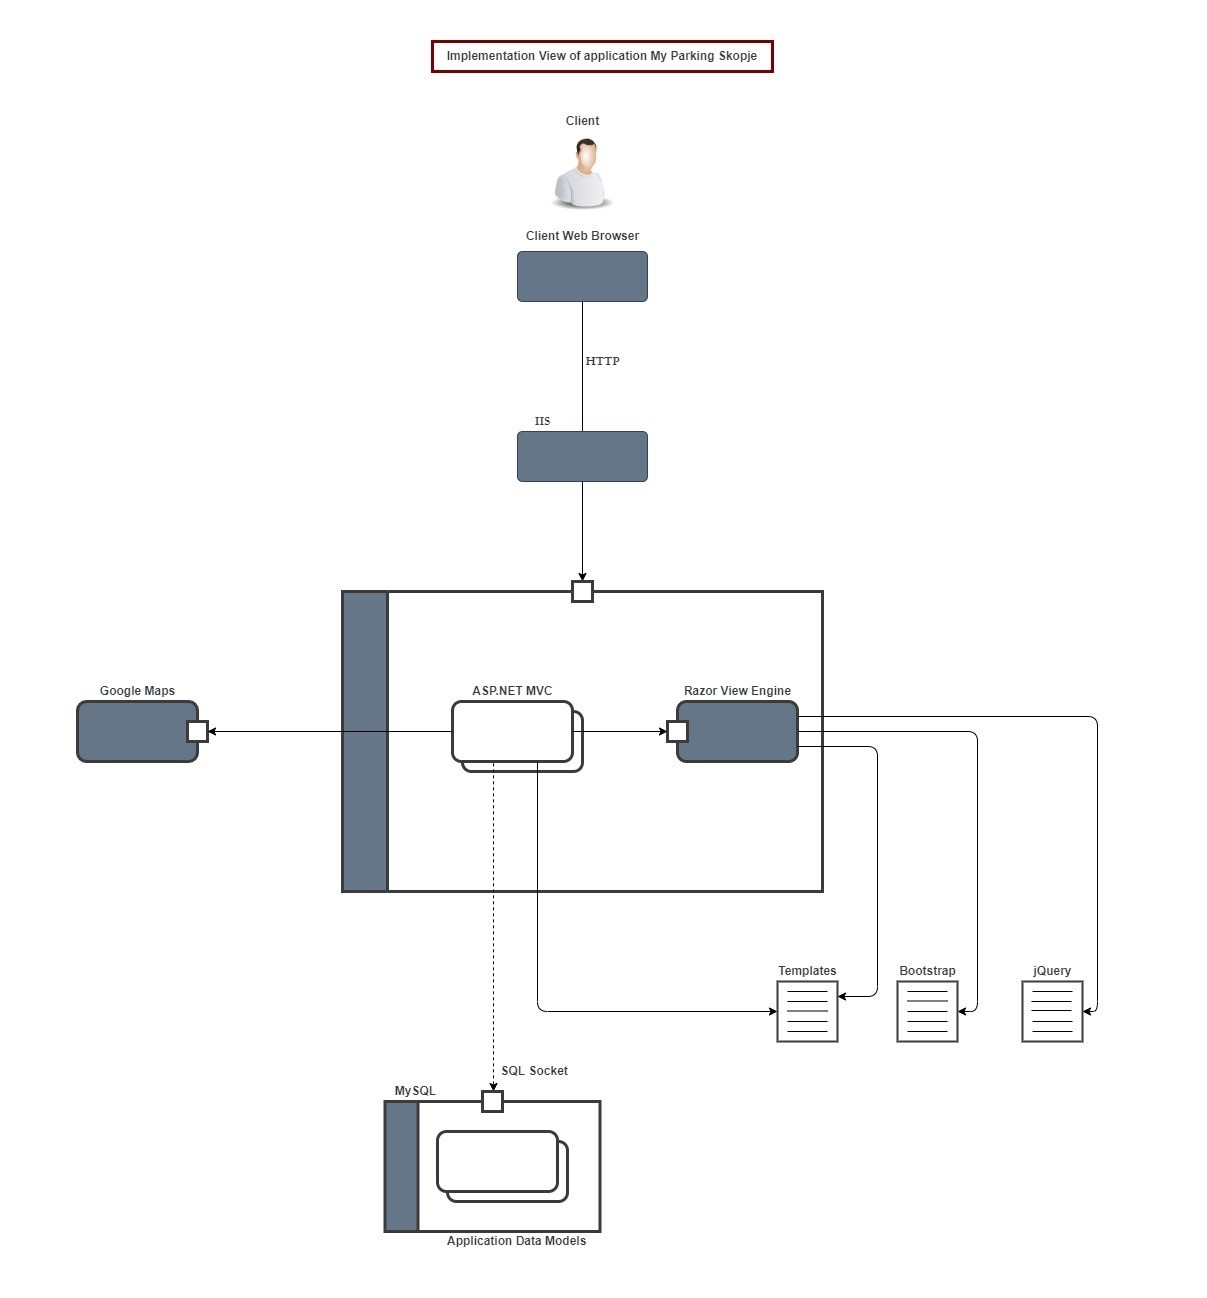 Implementation View of application My Parking Skopje
Client
Client Web Browser
HTTP
IIS
Google Maps
ASP.NET MVC
Razor View Engine
Templates
Bootstrap
jQuery
SQL Socket
MySQL
Application Data Models